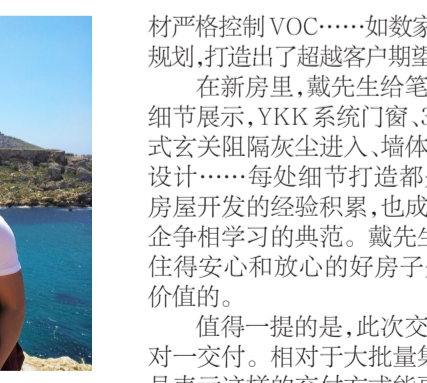 材严格控制VOC……如数家
规划,打造出了超越客户期望
在新房里,戴先生给笔
细节展示,YKK系统门窗、3
式玄关阻隔灰尘进入、墙体
设计……每处细节打造都
房屋开发的经验积累,也成
企争相学习的典范。戴先生
住得安心和放心的好房子
价值的。
值得一提的是,此次交
对一交付。相对于大批量集